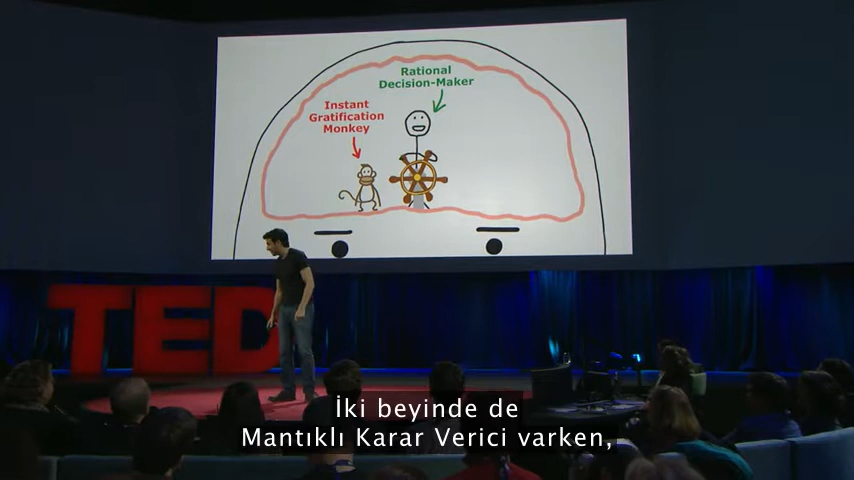 Rational
Decision-Maker
Instant
Gratification
Monkey
TED
İki beyinde de
Mantıklı Karar Verici varken,